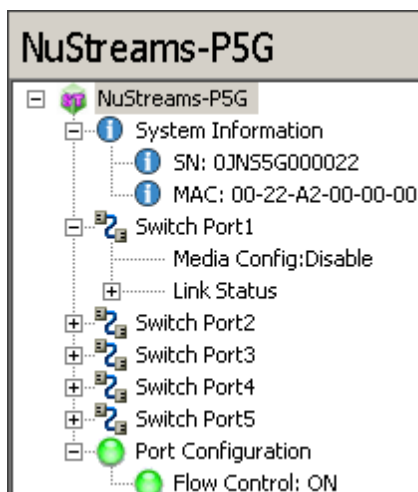 NuStreams-P5G
NuStreams-P5G
System Information
SN: 0JNS5G000022
MAC: 00-22-A2-00-00-00
Switch Port1
Media Config:Disable
Link Status
Switch Port2
Switch Port3
Switch Port4
Switch Port5
Port Configuration
Flow Control: ON